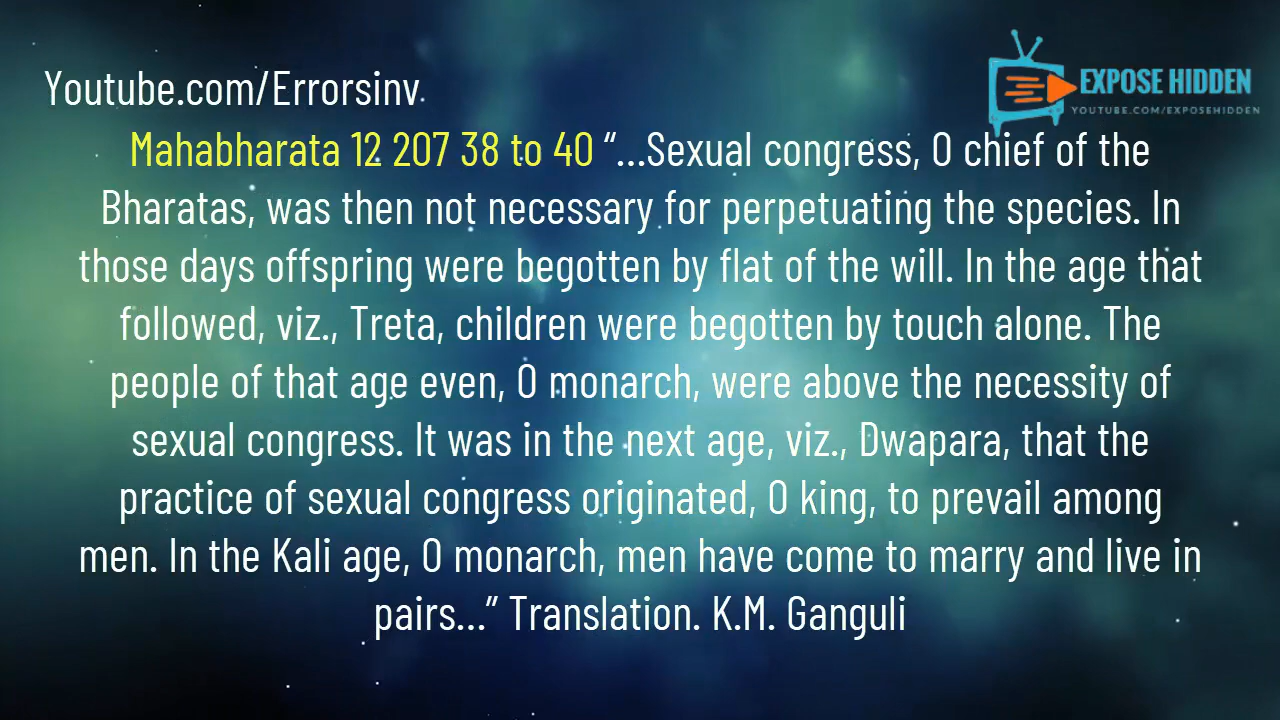 Youtube.com/Errorsinv
EXPOSE HIDDEN
YOUTUBE.COM/EXPOSEHIDDEN
Mahabharata 12 207 38 to 40 “...Sexual congress, O chief of the
Bharatas, was then not necessary for perpetuating the species. In
those days offspring were begotten by flat of the will. In the age that
followed, viz., Treta, children were begotten by touch alone. The
people of that age even, O monarch, were above the necessity of
sexual congress. It was in the next age, viz., Dwapara, that the
practice of sexual congress originated, O king, to prevail among
men. In the Kali age, O monarch, men have come to marry and live in
pairs...” Translation. K.M. Ganguli